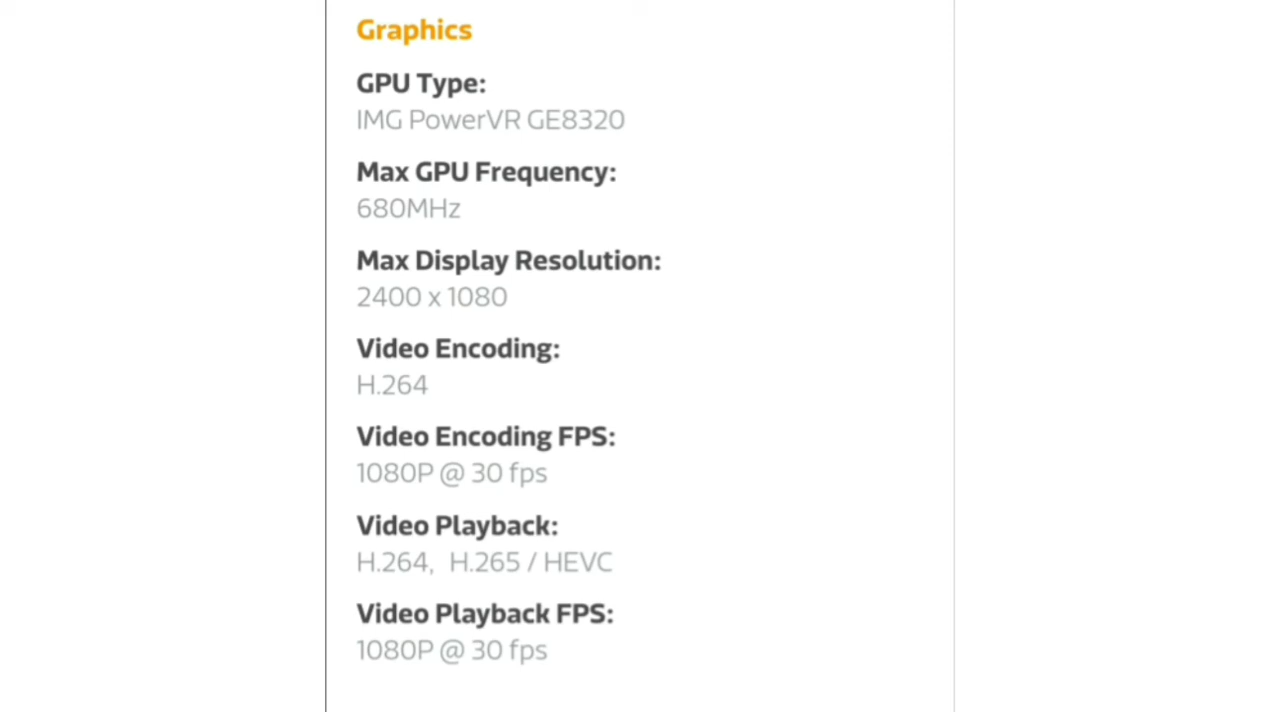 Graphics
GPU Type:
IMG PowerVR GE8320
Max GPU Frequency:
680MHz
Max Display Resolution:
2400 x 1080
Video Encoding:
H.264
Video Encoding FPS:
1080P @ 30 fps
Video Playback:
H.264, H.265 / HEVC
Video Playback FPS:
1080P @ 30 fps